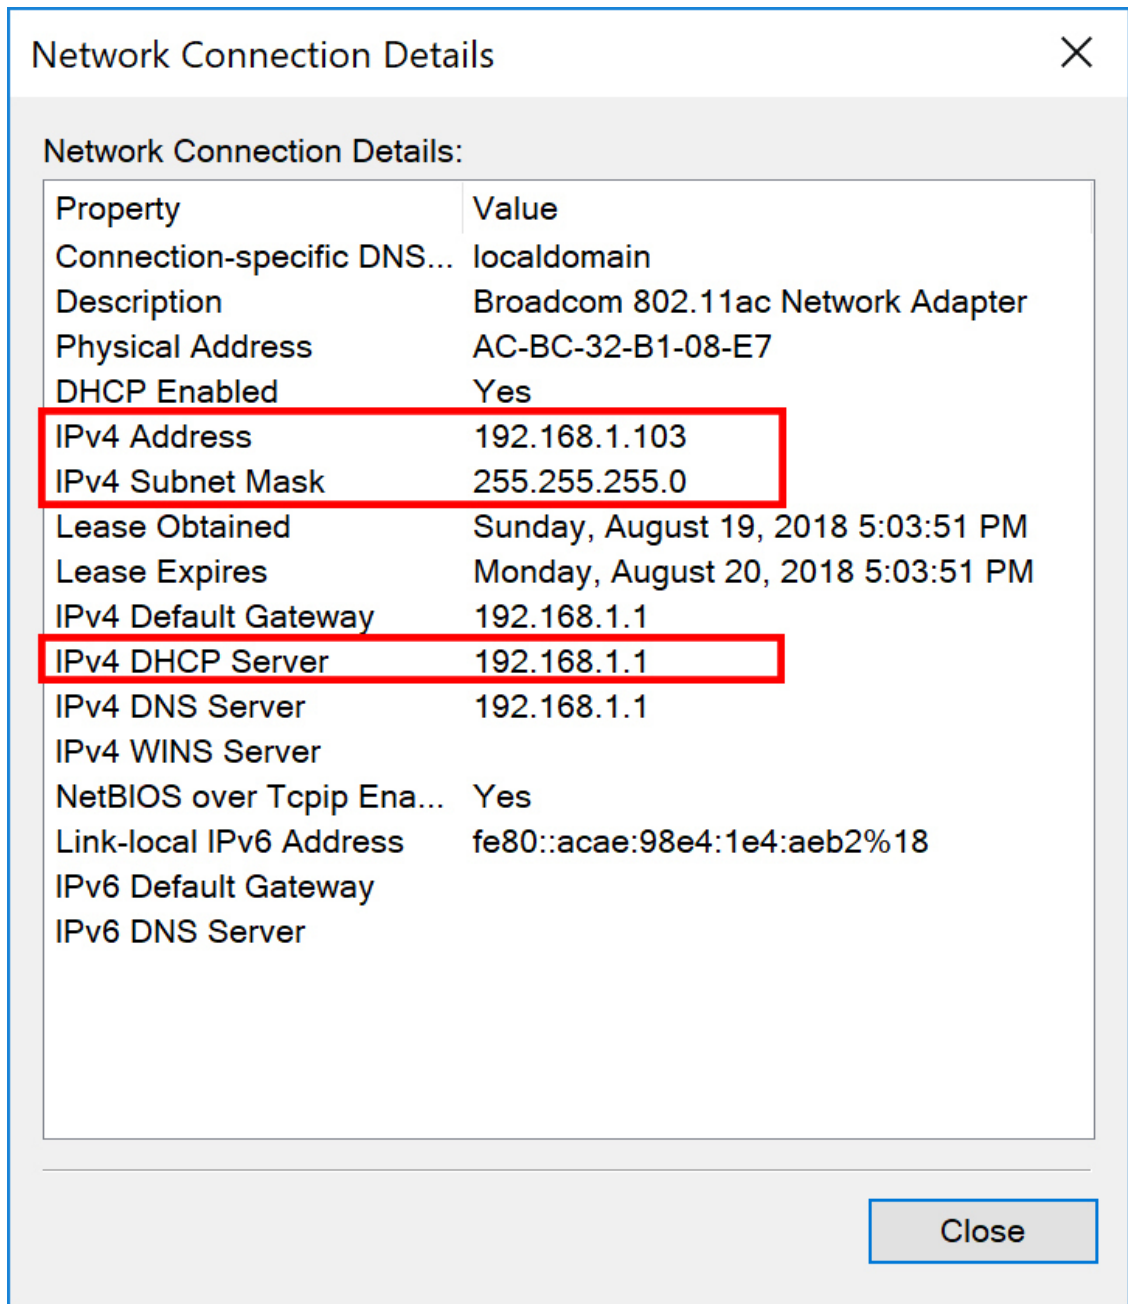 Network Connection Details
Network Connection Details:
Property Value
Connection-specific DNS... localdomain
Description Broadcom 802.11ac Network Adapter
Physical Address AC-BC-32-B1-08-E7
DHCP Enabled Yes
IPv4 Address 192.168.1.103
IPv4 Subnet Mask 255.255.255.0
Lease Obtained Sunday, August 19, 2018 5:03:51 PM
Lease Expires Monday, August 20, 2018 5:03:51 PM
IPv4 Default Gateway 192.168.1.1
IPv4 DHCP Server 192.168.1.1
IPv4 DNS Server 192.168.1.1
IPv4 WINS Server
NetBIOS over Tcpip Ena... Yes
Link-local IPv6 Address fe80::acae:98e4:1e4:aeb2%18
IPv6 Default Gateway
IPv6 DNS Server
Close